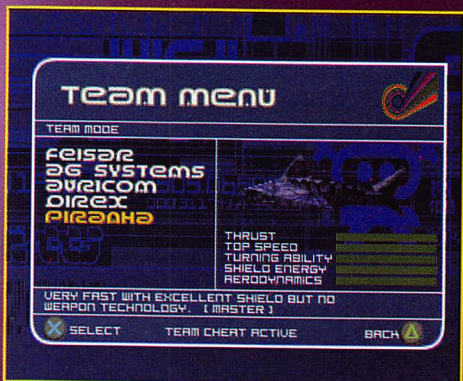 Team menu
TEAM MODE
FEISAR
AG SYSTEMS
AURICOM
QIREX
PIRANHA
THRUST
TOP SPEED
TURNING ABILITY
SHIELD ENERGY
AERODYNAMICS
VERY FAST WITH EXCELLENT SHIELD BUT NO
WEAPON TECHNOLOGY. [ MASTER ]
SELECT
TEAM CHEAT ACTIVE
BACK